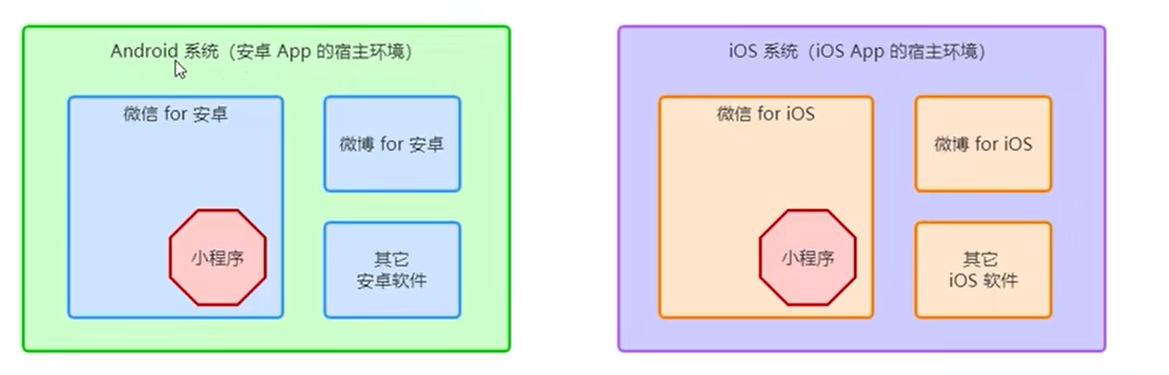 Android 系统（安卓 App 的宿主环境）
微信 for 安卓
微博 for 安卓
小程序
其它
安卓软件
iOS 系统（iOS App 的宿主环境）
微信 for iOS
微博 for iOS
小程序
其它
iOS 软件